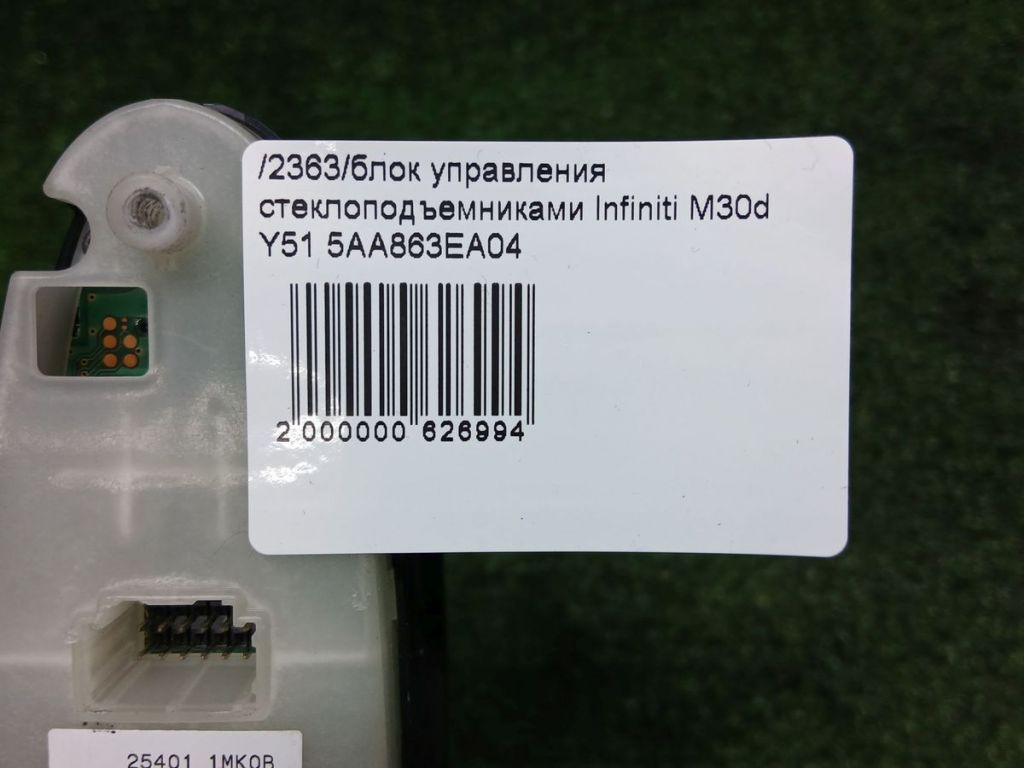 /2363/блок управления
стеклоподъемниками Infiniti M30d
Y51 5AA863EA04
2 000000 626994
25401 1MK0B